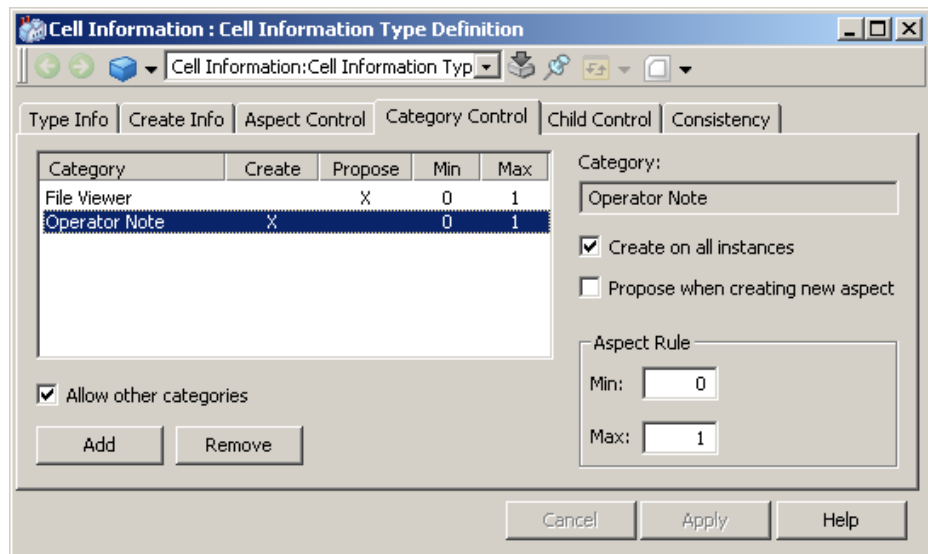 Cell Information : Cell Information Type Definition
Cell Information:Cell Information Typ
Type Info Create Info Aspect Control Category Control Child Control Consistency
Category Create Propose Min Max
File Viewer X 0 1
Operator Note X 0 1
Allow other categories
Add Remove
Category:
Operator Note
Create on all instances
Propose when creating new aspect
Aspect Rule
Min: 0
Max: 1
Cancel Apply Help